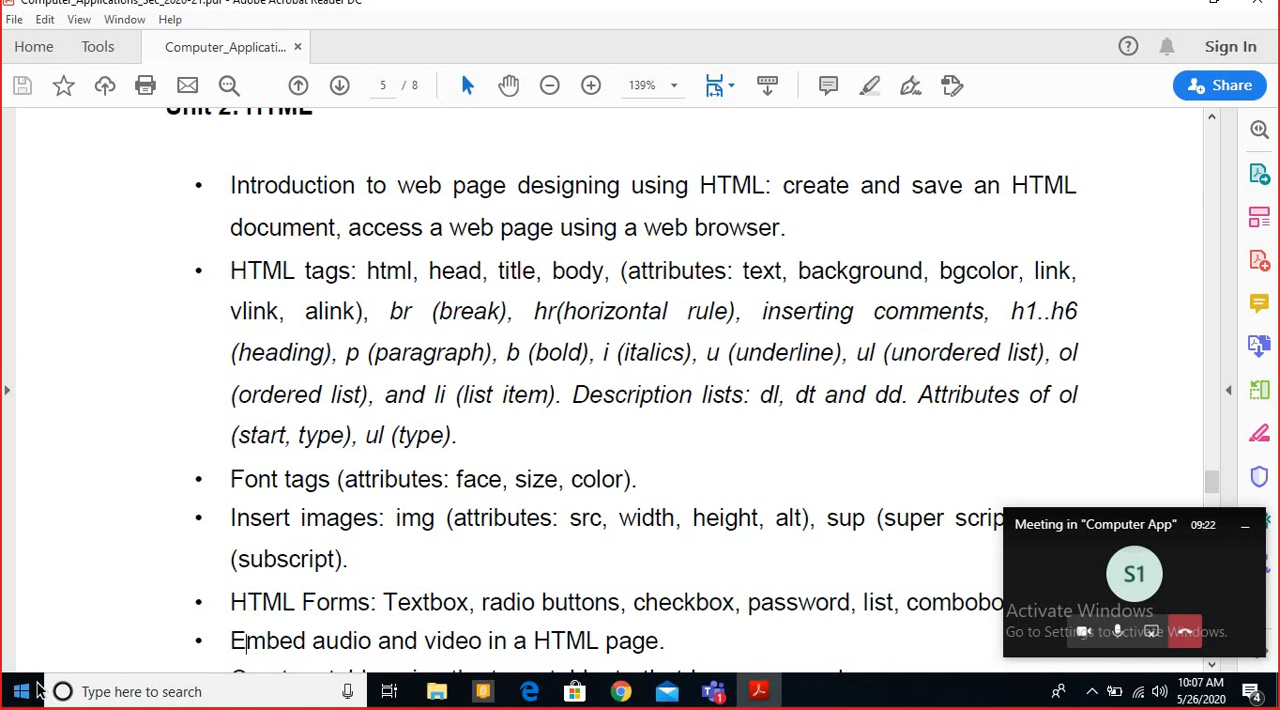 Computer_Applications_Sec_2020-21.pdf - Adobe Acrobat Reader DC
File Edit View Window Help
Home Tools Computer_Applicati... × Sign In
5 / 8 139% Share
Unit 2: HTML
• Introduction to web page designing using HTML: create and save an HTML
document, access a web page using a web browser.
• HTML tags: html, head, title, body, (attributes: text, background, bgcolor, link,
vlink, alink), br (break), hr(horizontal rule), inserting comments, h1..h6
(heading), p (paragraph), b (bold), i (italics), u (underline), ul (unordered list), ol
(ordered list), and li (list item). Description lists: dl, dt and dd. Attributes of ol
(start, type), ul (type).
• Font tags (attributes: face, size, color).
• Insert images: img (attributes: src, width, height, alt), sup (super scrip
(subscript).
• HTML Forms: Textbox, radio buttons, checkbox, password, list, combobo
• Embed audio and video in a HTML page.
Meeting in "Computer App" 09:22
S1
Activate Windows
Go to Settings to activate Windows.
Type here to search
1
10:07 AM
5/26/2020
4